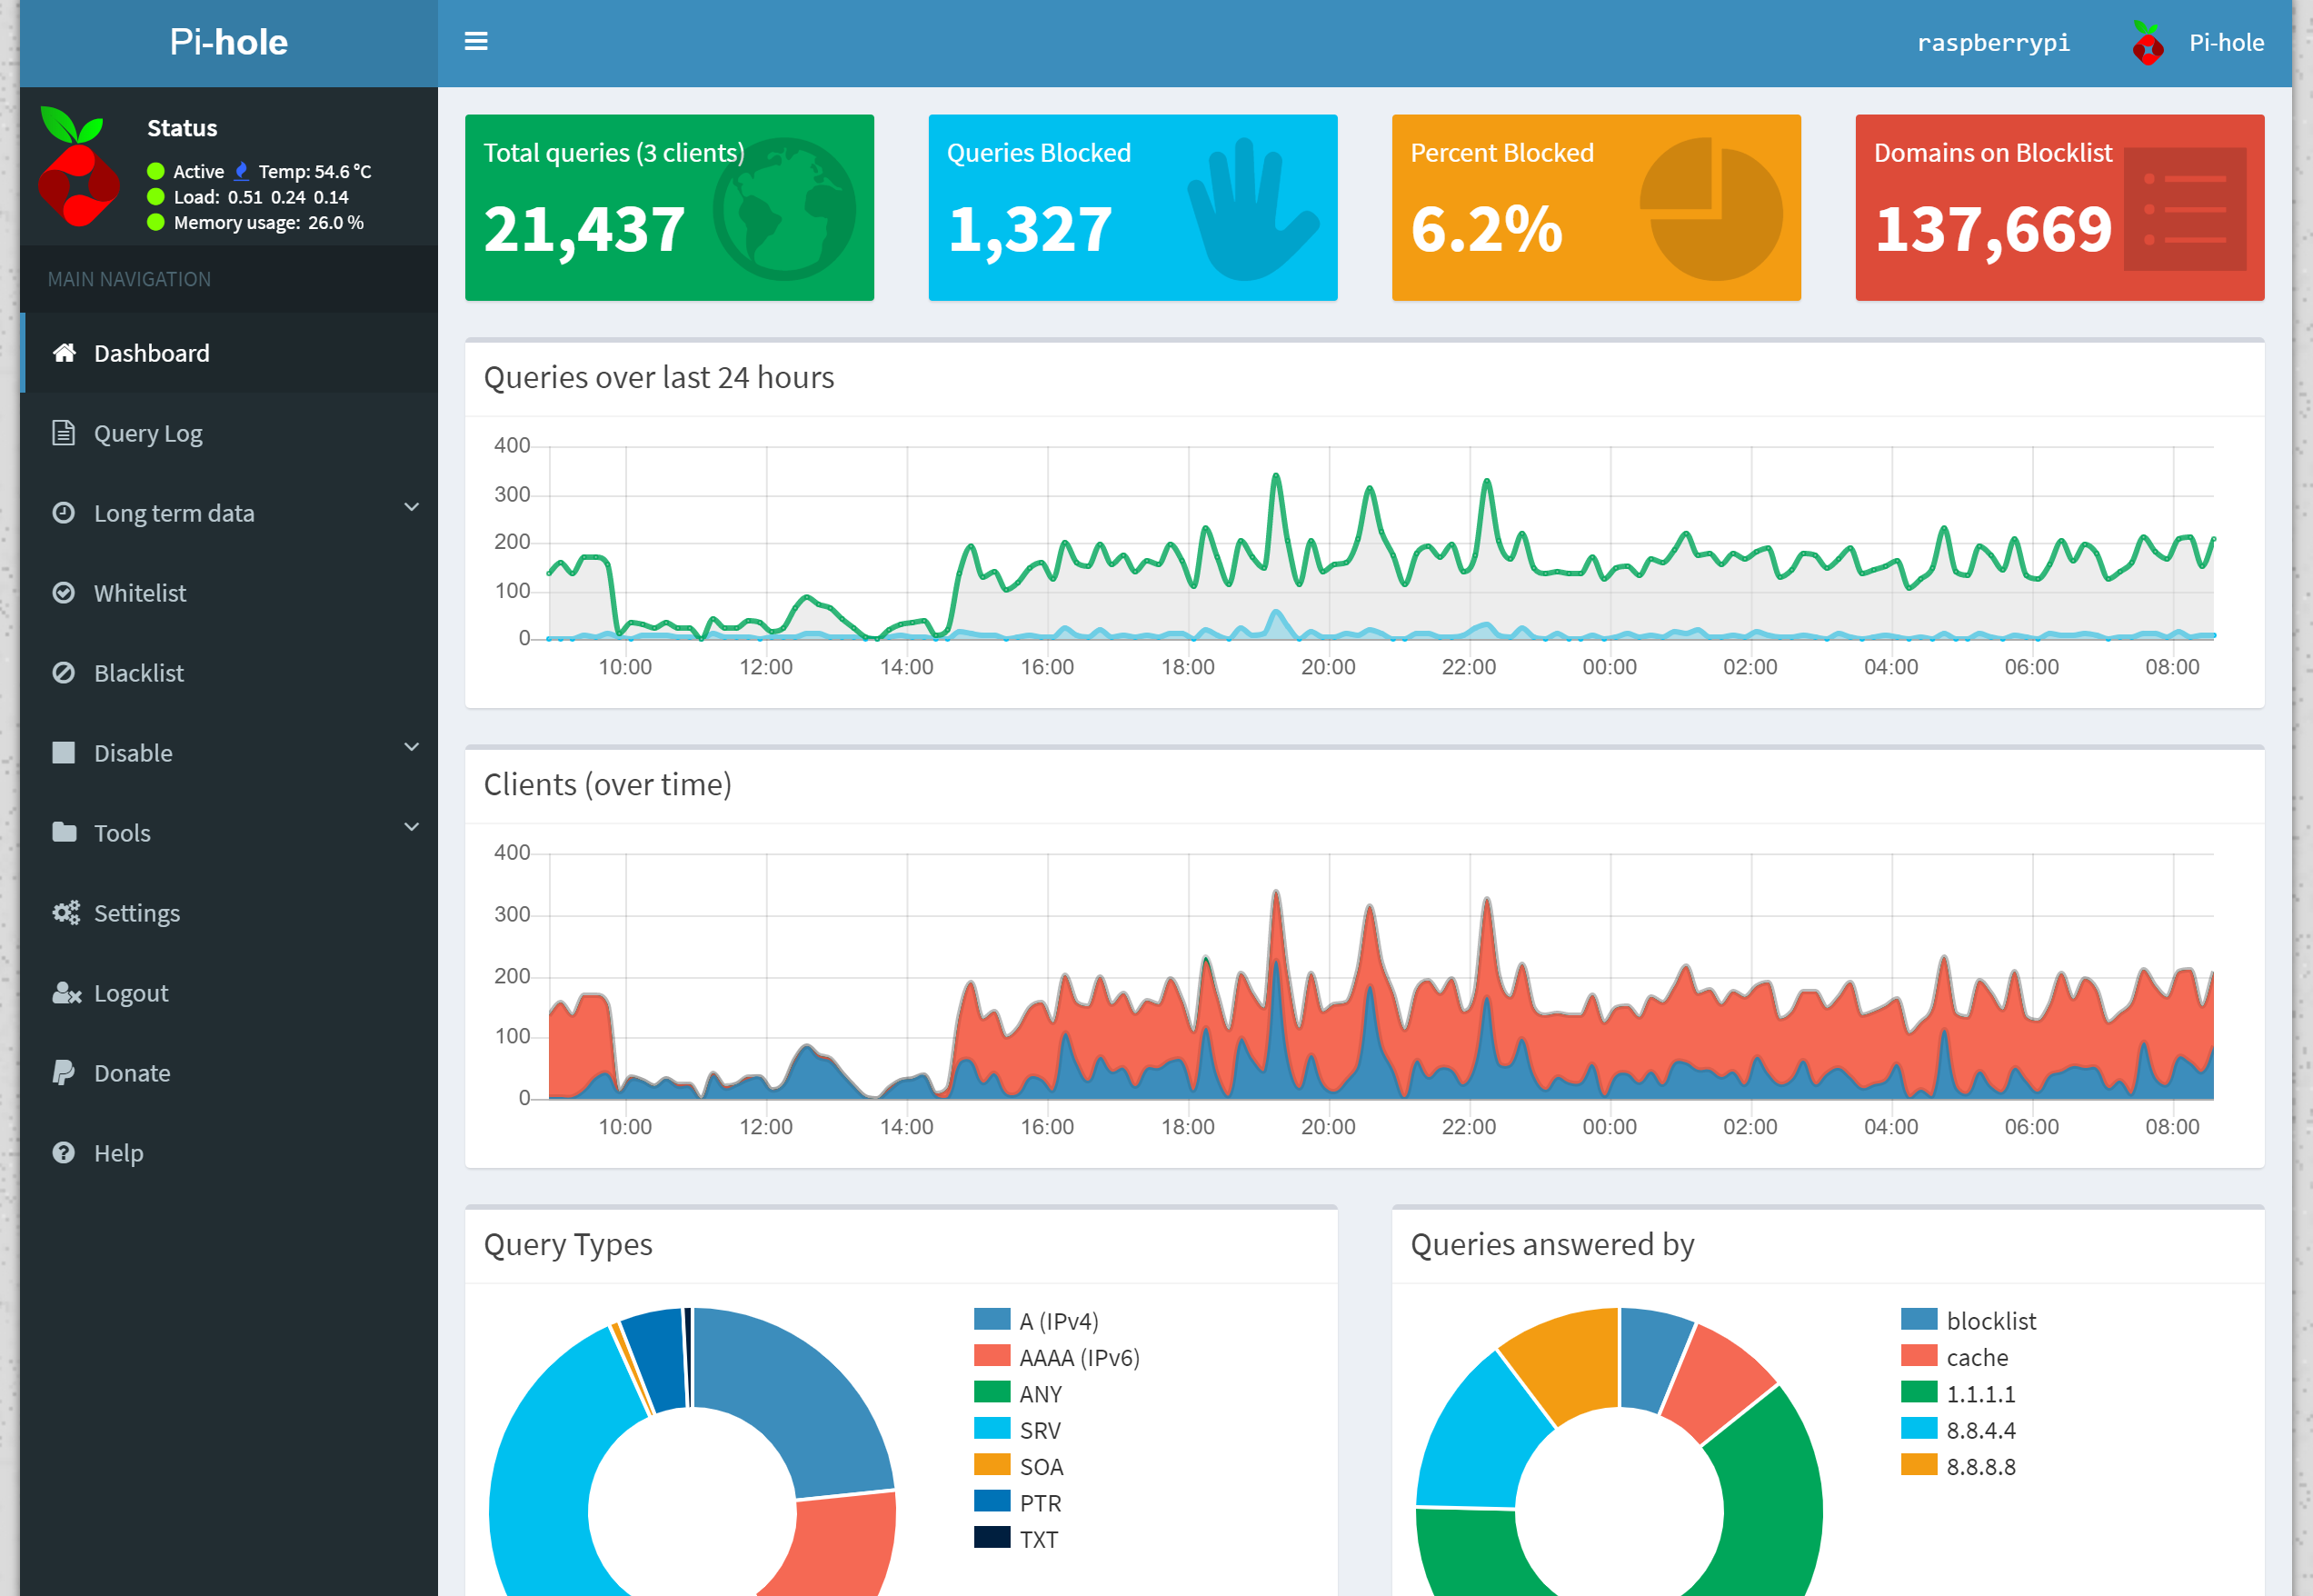 Pi-hole
raspberrypi
Pi-hole
Status
Active Temp: 54.6 °C
Load: 0.51 0.24 0.14
Memory usage: 26.0 %
MAIN NAVIGATION
Dashboard
Query Log
Long term data
Whitelist
Blacklist
Disable
Tools
Settings
Logout
Donate
Help
Total queries (3 clients)
21,437
Queries Blocked
1,327
Percent Blocked
6.2%
Domains on Blocklist
137,669
Queries over last 24 hours
400
300
200
100
0
10:00 12:00 14:00 16:00 18:00 20:00 22:00 00:00 02:00 04:00 06:00 08:00
Clients (over time)
400
300
200
100
0
10:00 12:00 14:00 16:00 18:00 20:00 22:00 00:00 02:00 04:00 06:00 08:00
Query Types
A (IPv4)
AAAA (IPv6)
ANY
SRV
SOA
PTR
TXT
Queries answered by
blocklist
cache
1.1.1.1
8.8.4.4
8.8.8.8